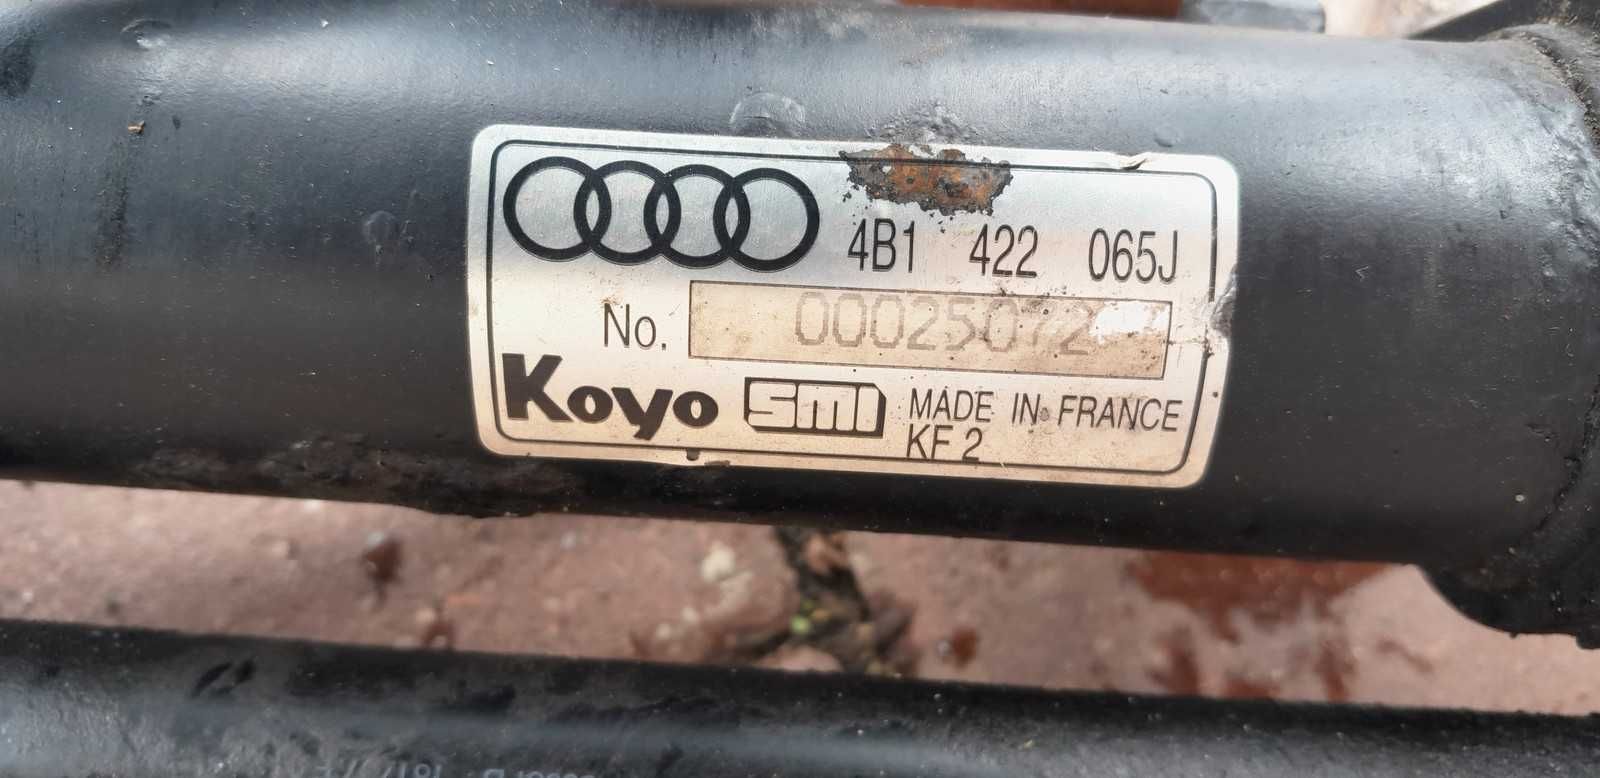 4B1 422 065J
No. 00025072
Koyo SMI MADE IN FRANCE
KF 2